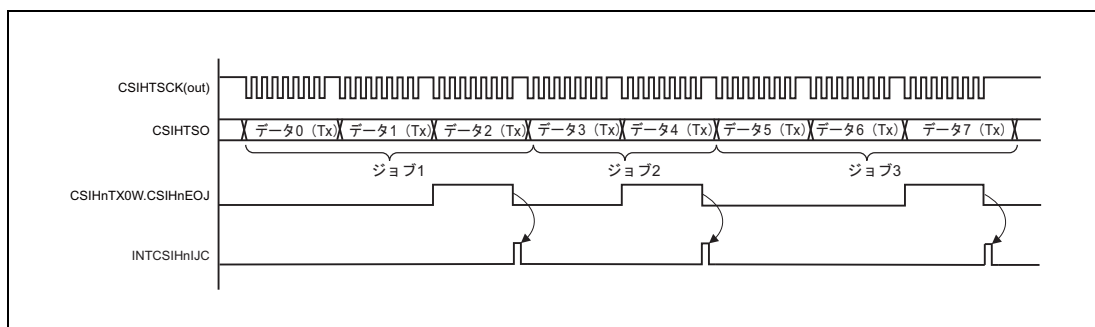 CSIHTSCK(out)
CSIHTSO
データ0 (Tx) データ1 (Tx) データ2 (Tx) データ3 (Tx) データ4 (Tx) データ5 (Tx) データ6 (Tx) データ7 (Tx)
ジョブ1 ジョブ2 ジョブ3
CSIHnTX0W.CSIHnEOJ
INTCSIHnIJC